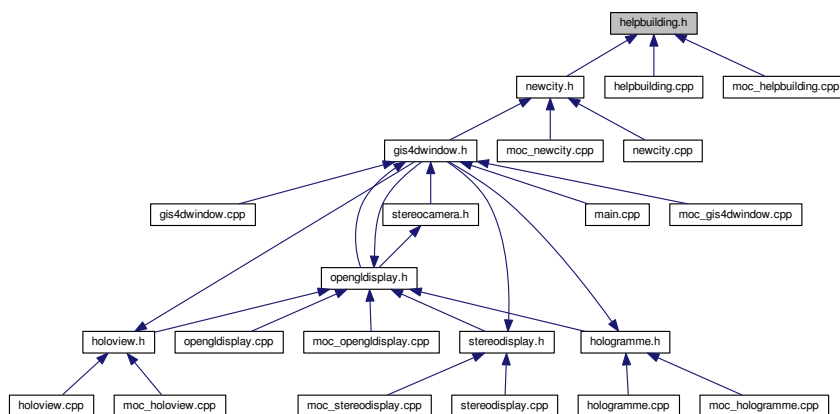 helpbuilding.h
newcity.h
helpbuilding.cpp
moc_helpbuilding.cpp
gis4dwindow.h
moc_newcity.cpp
newcity.cpp
gis4dwindow.cpp
stereocamera.h
main.cpp
moc_gis4dwindow.cpp
opengldisplay.h
holoview.h
opengldisplay.cpp
moc_opengldisplay.cpp
stereodisplay.h
hologramme.h
holoview.cpp
moc_holoview.cpp
moc_stereodisplay.cpp
stereodisplay.cpp
hologramme.cpp
moc_hologramme.cpp